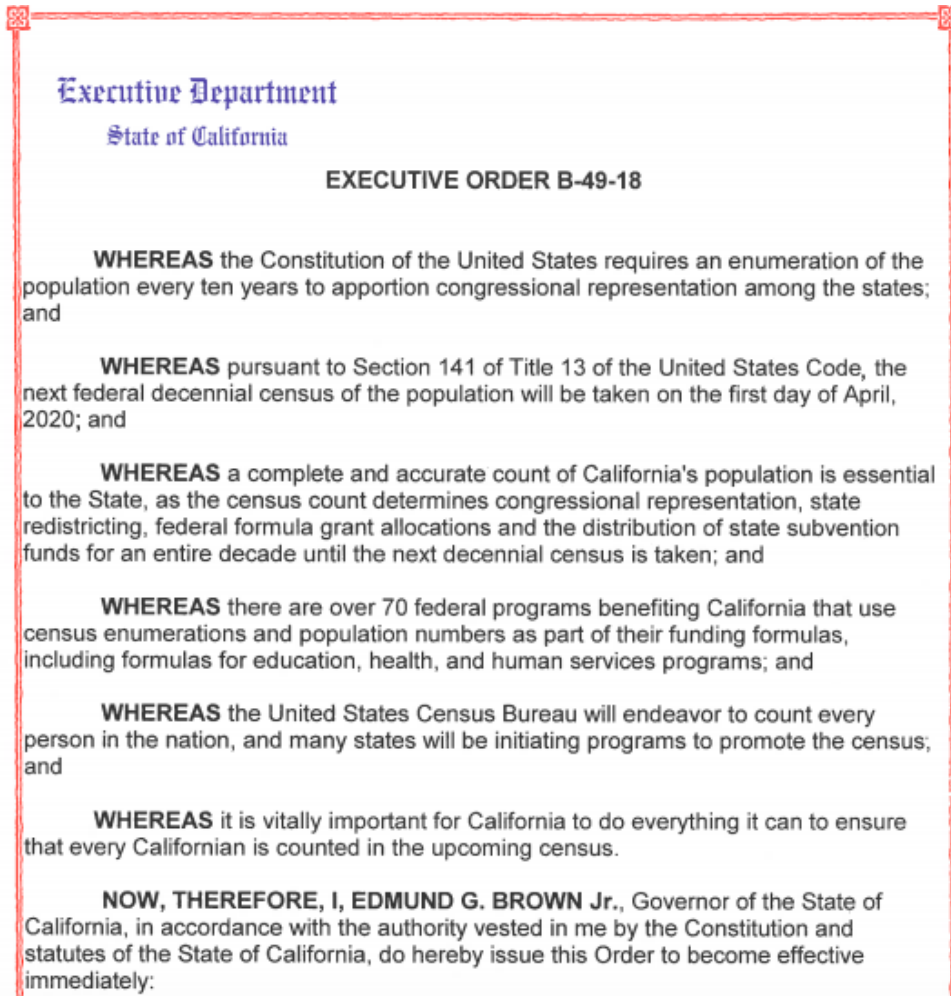 Executive Department
State of California
EXECUTIVE ORDER B-49-18
WHEREAS the Constitution of the United States requires an enumeration of the
population every ten years to apportion congressional representation among the states;
and
WHEREAS pursuant to Section 141 of Title 13 of the United States Code, the
next federal decennial census of the population will be taken on the first day of April,
2020; and
WHEREAS a complete and accurate count of California's population is essential
to the State, as the census count determines congressional representation, state
redistricting, federal formula grant allocations and the distribution of state subvention
funds for an entire decade until the next decennial census is taken; and
WHEREAS there are over 70 federal programs benefiting California that use
census enumerations and population numbers as part of their funding formulas,
including formulas for education, health, and human services programs; and
WHEREAS the United States Census Bureau will endeavor to count every
person in the nation, and many states will be initiating programs to promote the census;
and
WHEREAS it is vitally important for California to do everything it can to ensure
that every Californian is counted in the upcoming census.
NOW, THEREFORE, I, EDMUND G. BROWN Jr., Governor of the State of
California, in accordance with the authority vested in me by the Constitution and
statutes of the State of California, do hereby issue this Order to become effective
immediately: